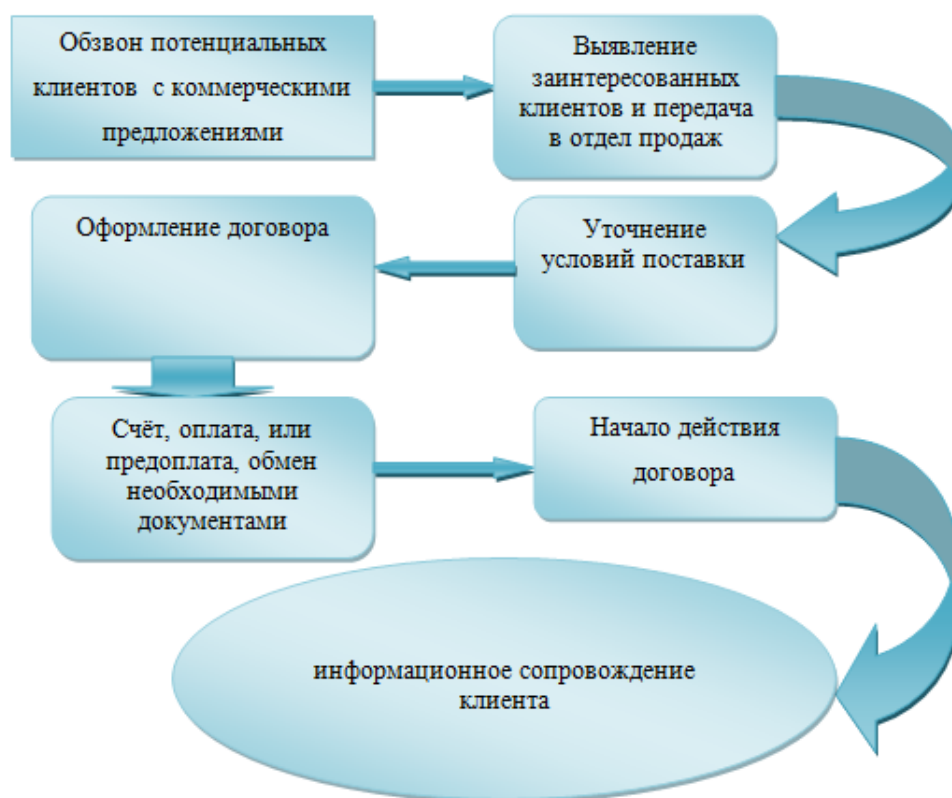 Обзвон потенциальных
клиентов с коммерческими
предложениями
Выявление
заинтересованных
клиентов и передача
в отдел продаж
Уточнение
условий поставки
Оформление договора
Счёт, оплата, или
предоплата, обмен
необходимыми
документами
Начало действия
договора
информационное сопровождение
клиента